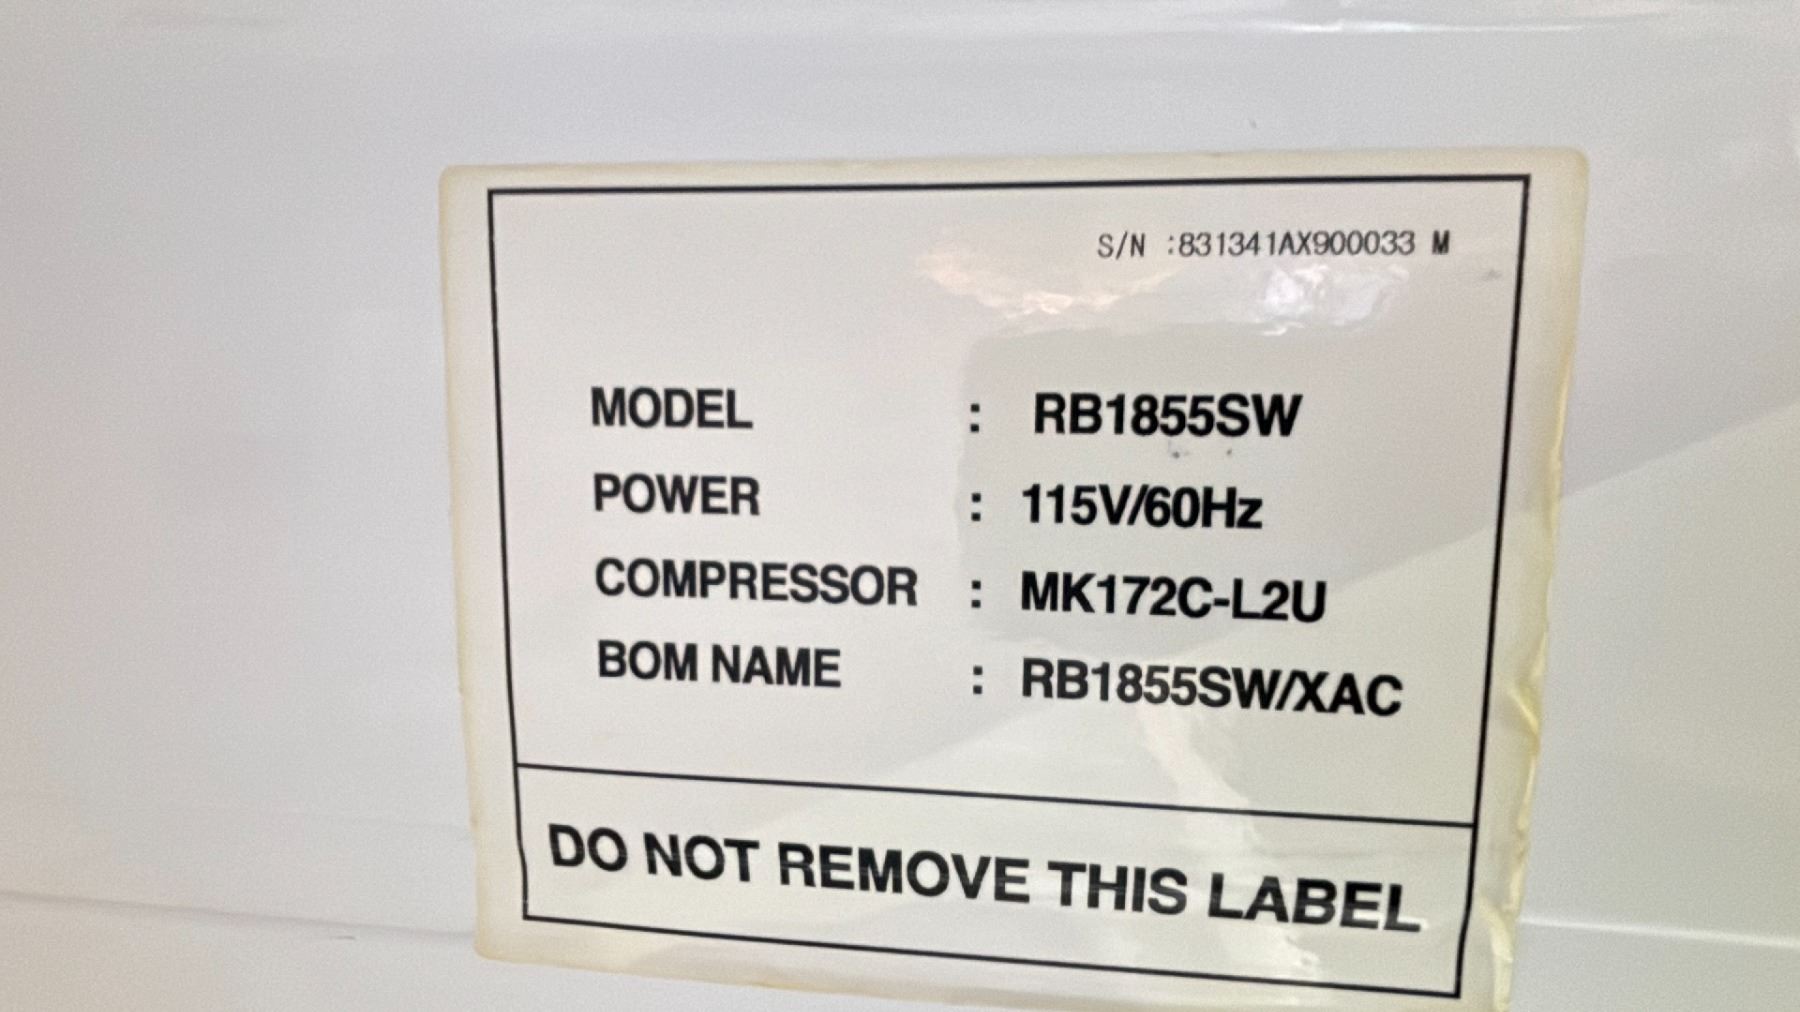 S/N :831341AX900033 M
MODEL : RB1855SW
POWER : 115V/60Hz
COMPRESSOR : MK172C-L2U
BOM NAME : RB1855SW/XAC
DO NOT REMOVE THIS LABEL